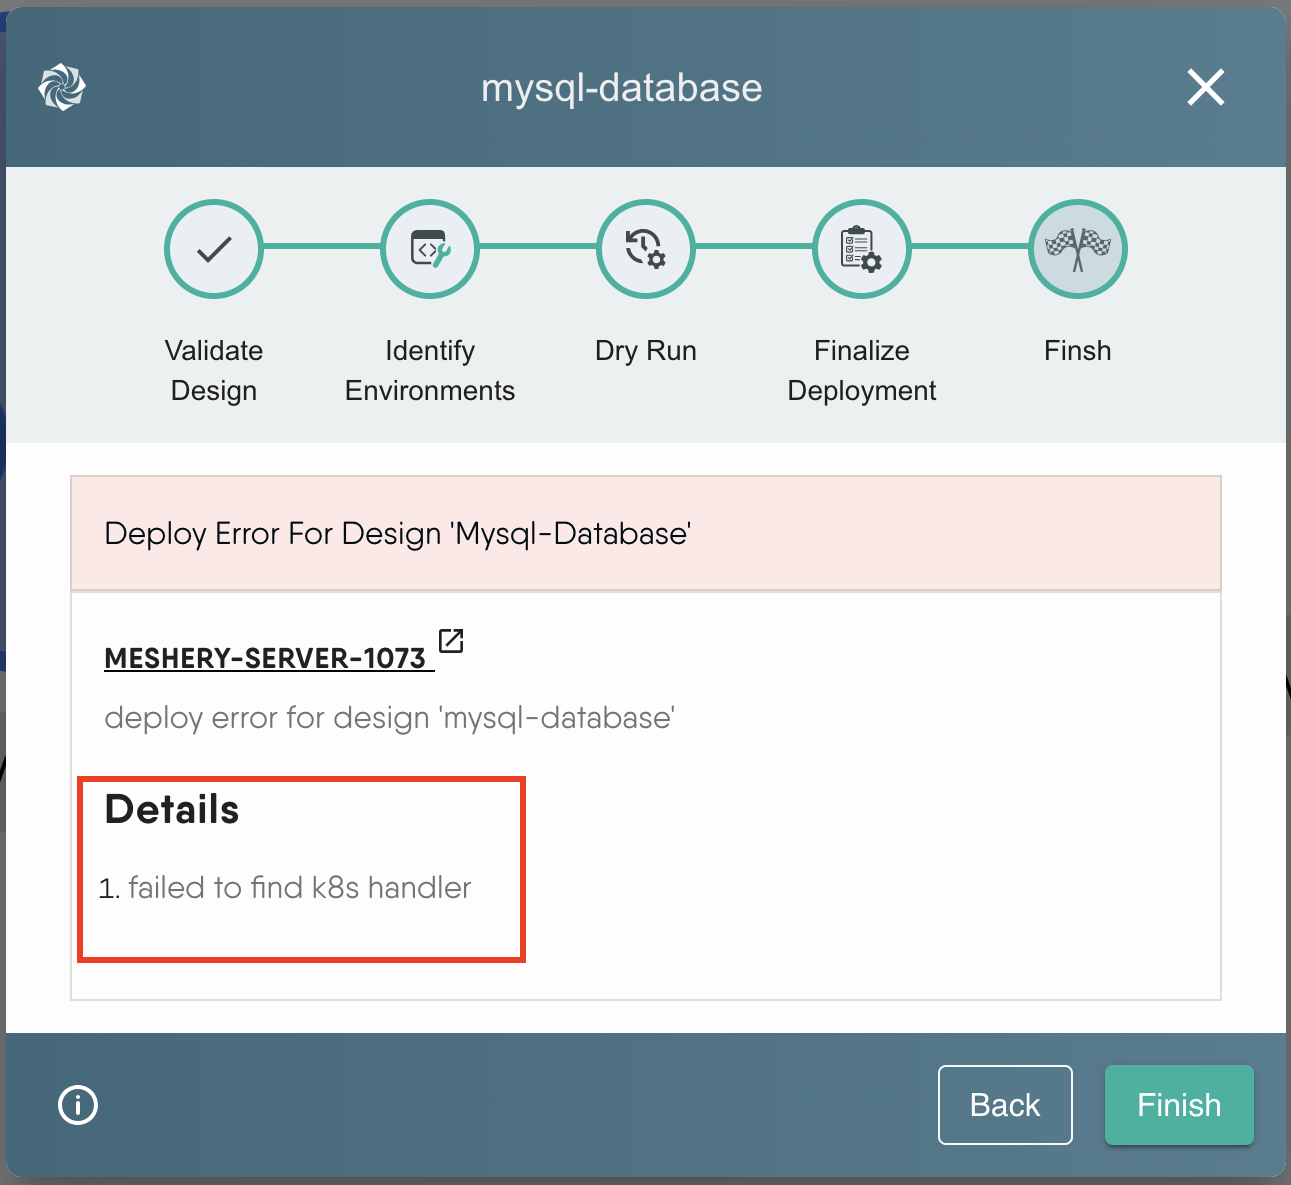 mysql-database
Validate
Design
Identify
Environments
Dry Run
Finalize
Deployment
Finsh
Deploy Error For Design 'Mysql-Database'
MESHERY-SERVER-1073
deploy error for design 'mysql-database'
Details
1. failed to find k8s handler
Back
Finish